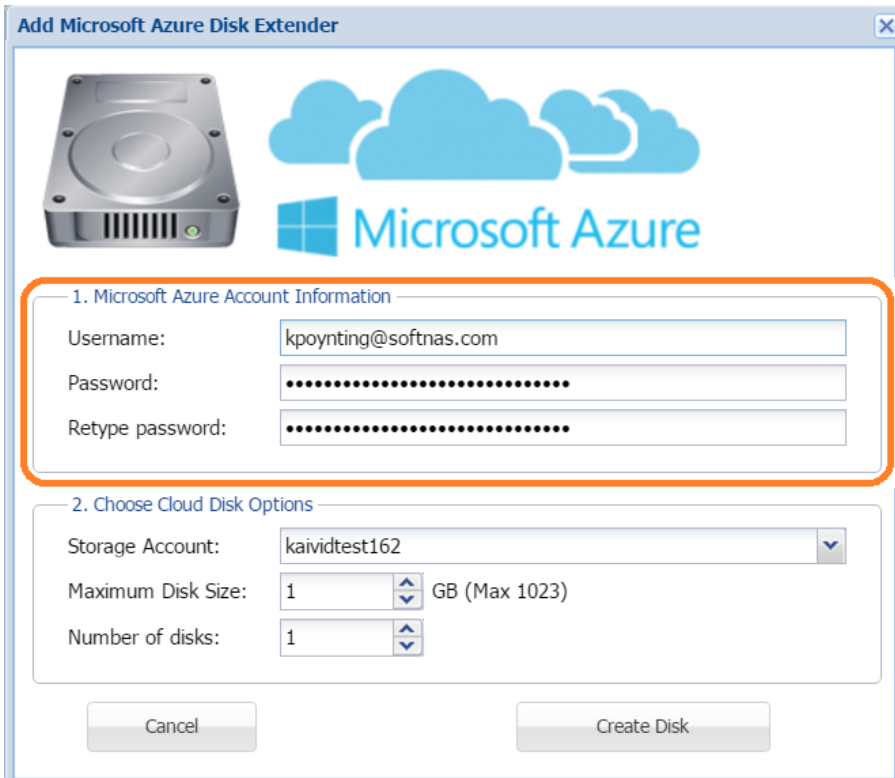 Add Microsoft Azure Disk Extender
Microsoft Azure
1. Microsoft Azure Account Information
Username: kpoynting@softnas.com
Password: ••••••••••••••••••••••••••••••
Retype password: ••••••••••••••••••••••••••••••
2. Choose Cloud Disk Options
Storage Account: kaividtest162
Maximum Disk Size: 1 GB (Max 1023)
Number of disks: 1
Cancel Create Disk